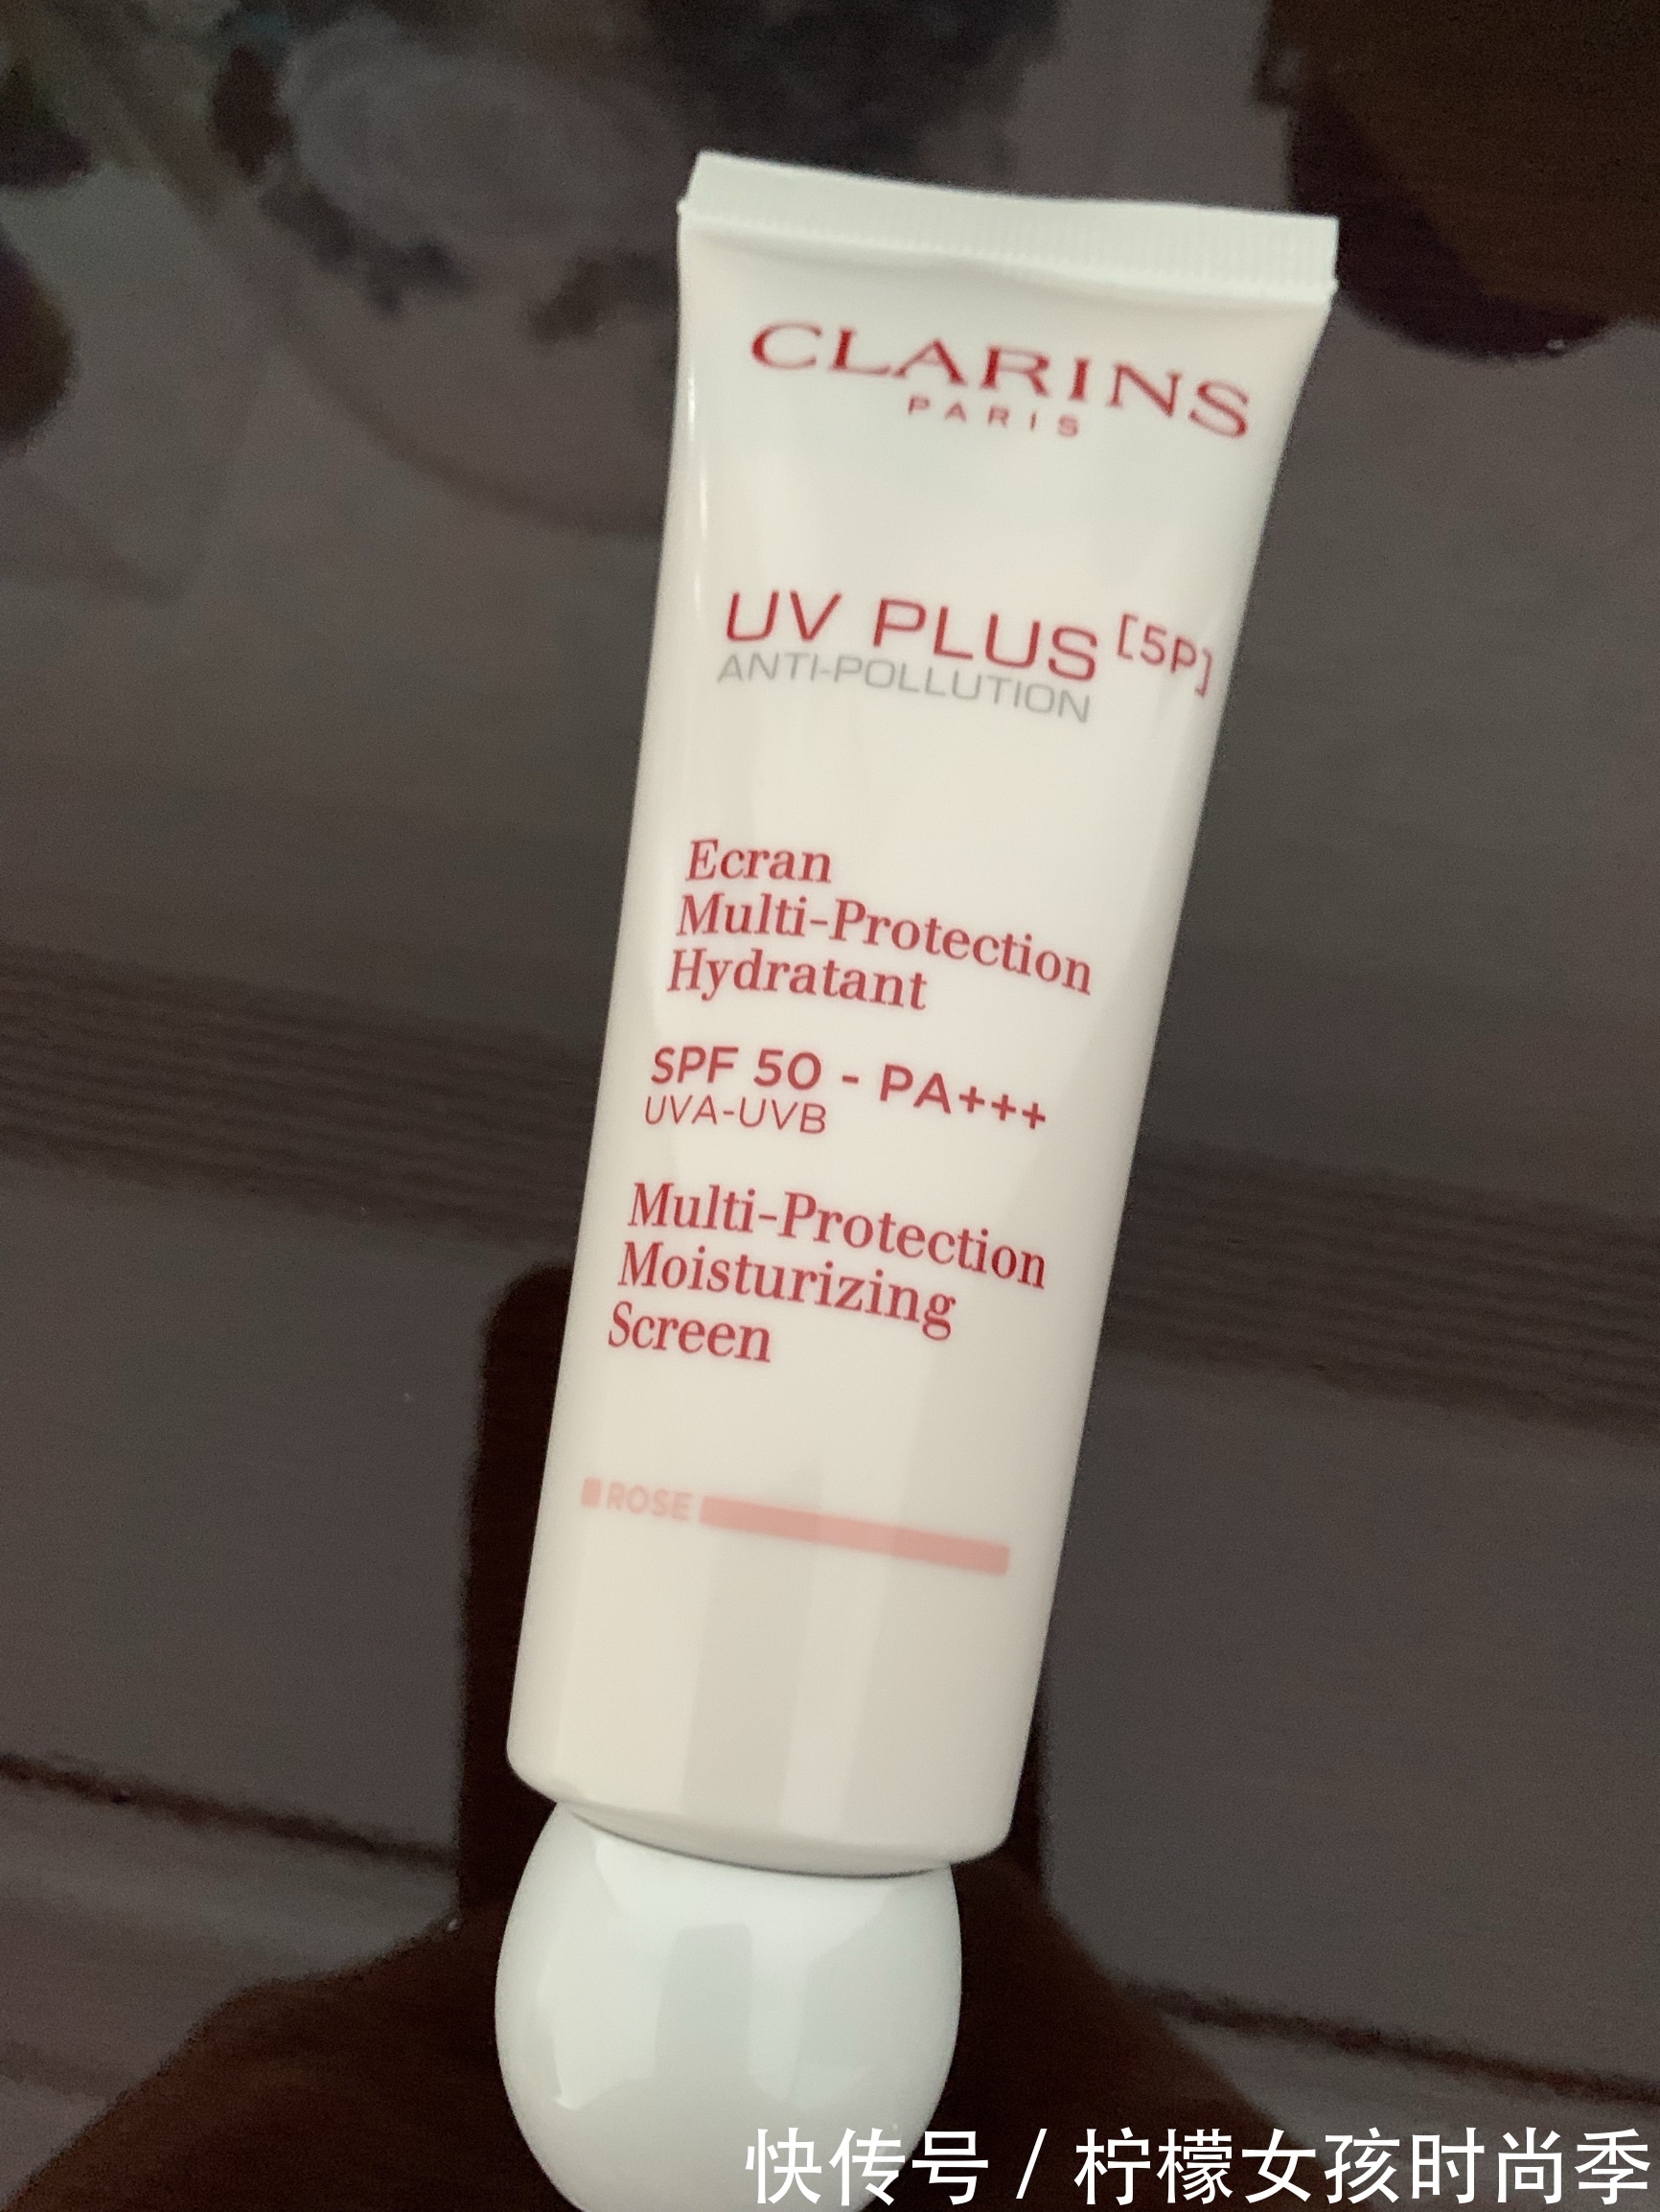 CLARINS
PARIS
UV PLUS [5P]
ANTI-POLLUTION
Ecran
Multi-Protection
Hydratant
SPF 50 - PA+++
UVA-UVB
Multi-Protection
Moisturizing
Screen
ROSE
快传号 / 柠檬女孩时尚季